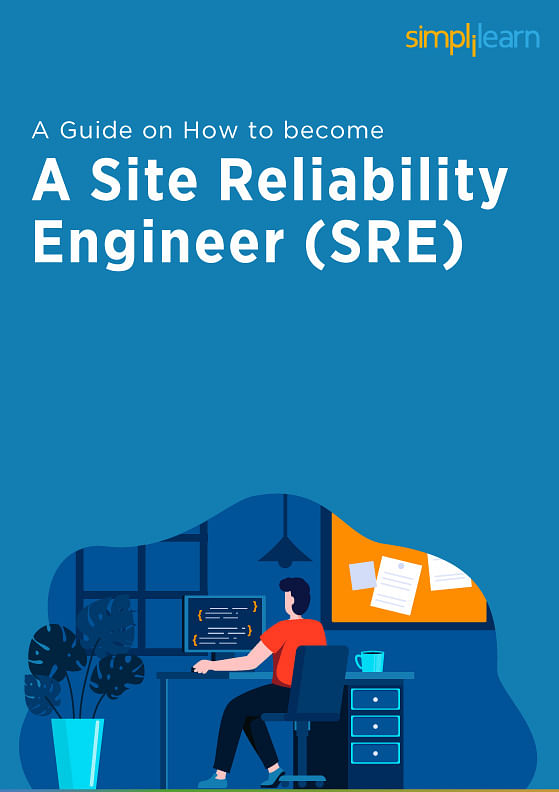 simplilearn
A Guide on How to become
A Site Reliability
Engineer (SRE)